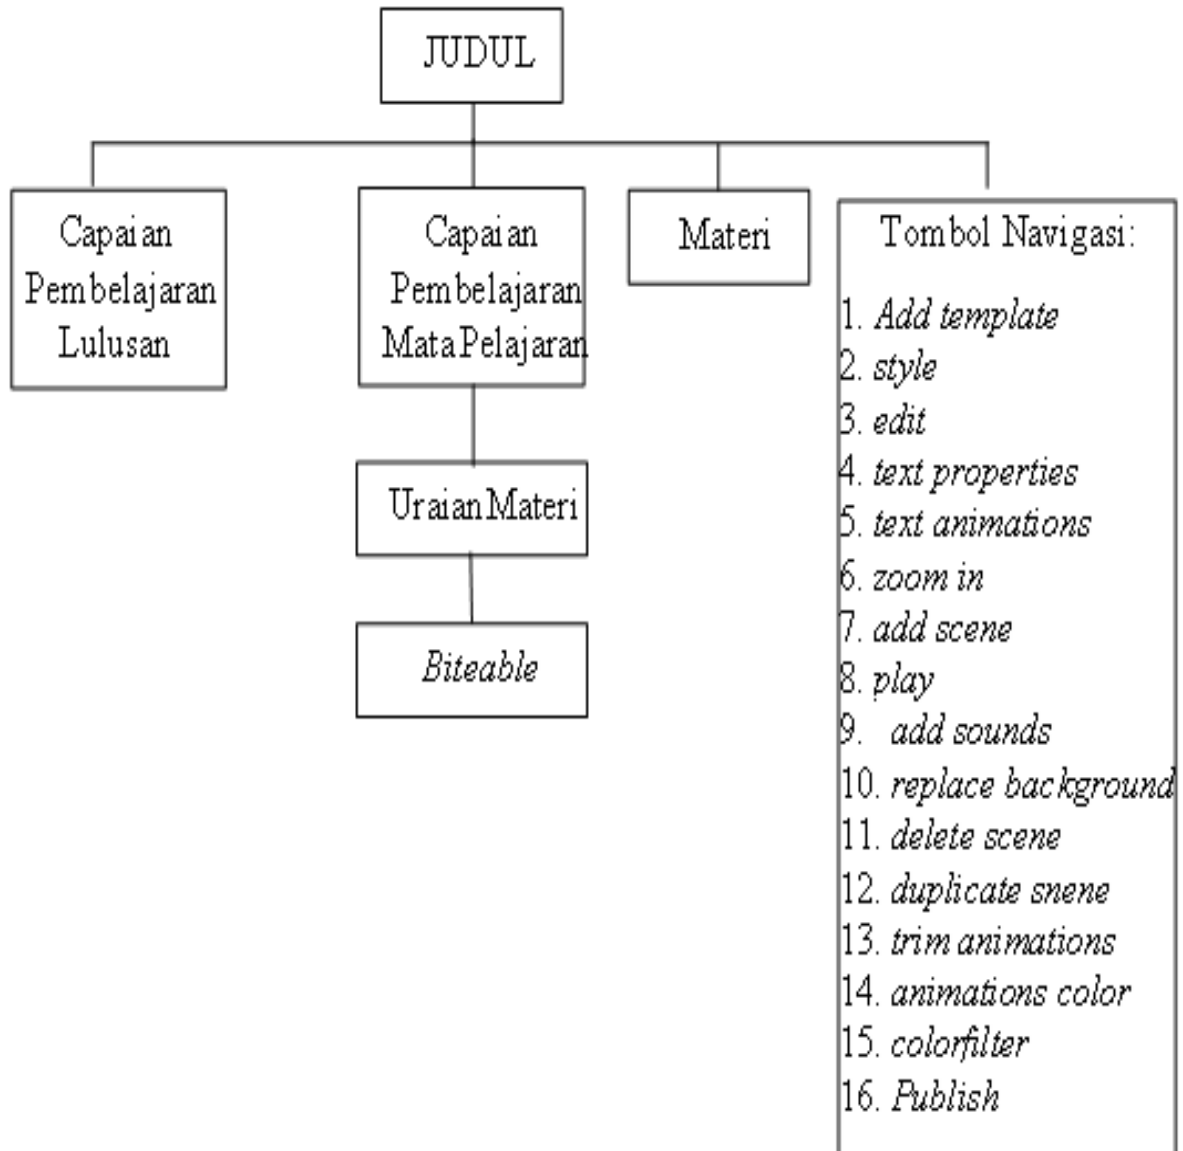 JUDUL
Capaian
Pembelajaran
Lulusan
Capaian
Pembelajaran
Mata Pelajaran
Uraian Materi
Biteable
Materi
Tombol Navigasi:
1. Add template
2. style
3. edit
4. text properties
5. text animations
6. zoom in
7. add scene
8. play
9. add sounds
10. replace background
11. delete scene
12. duplicate snene
13. trim animations
14. animations color
15. colorfilter
16. Publish